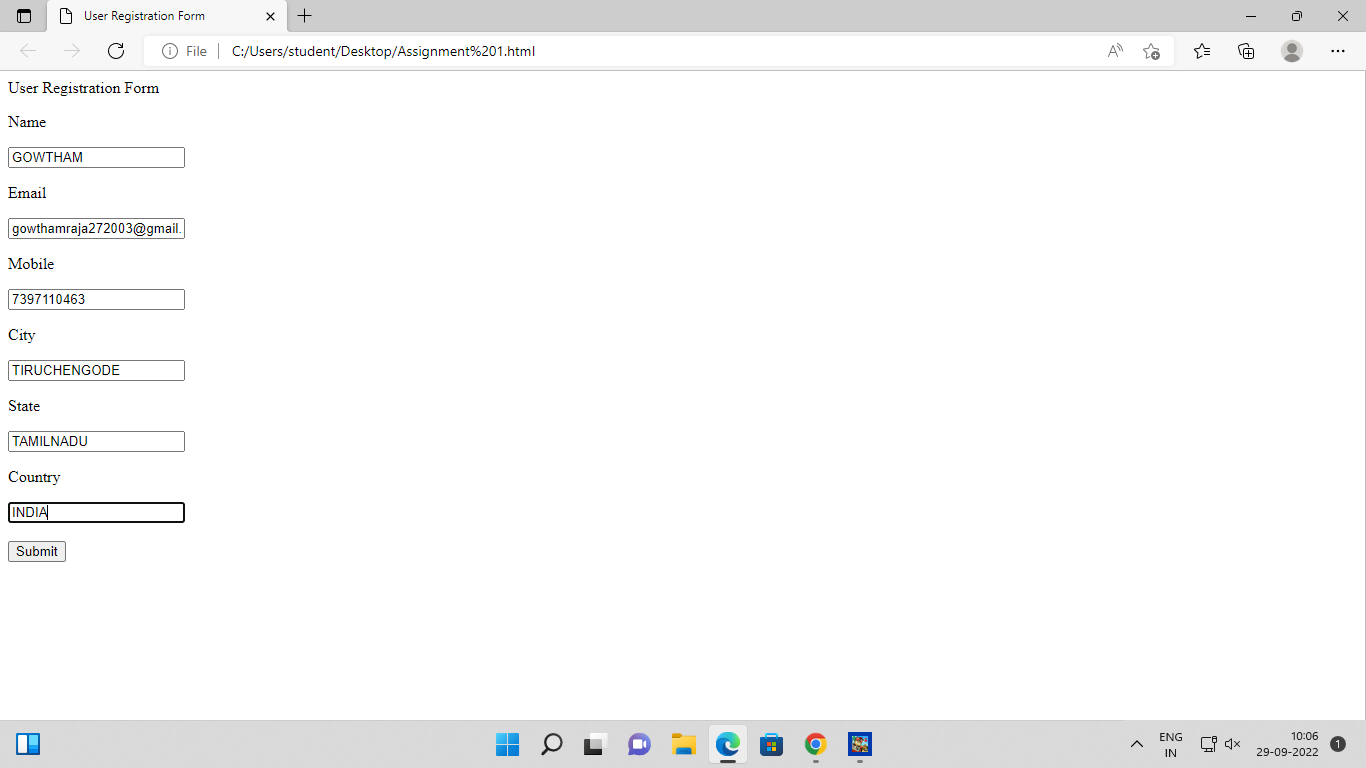 User Registration Form
File
C:/Users/student/Desktop/Assignment%201.html
User Registration Form
Name
GOWTHAM
Email
gowthamraja272003@gmail.
Mobile
7397110463
City
TIRUCHENGODE
State
TAMILNADU
Country
INDIA
Submit
ENG
IN
10:06
29-09-2022
1